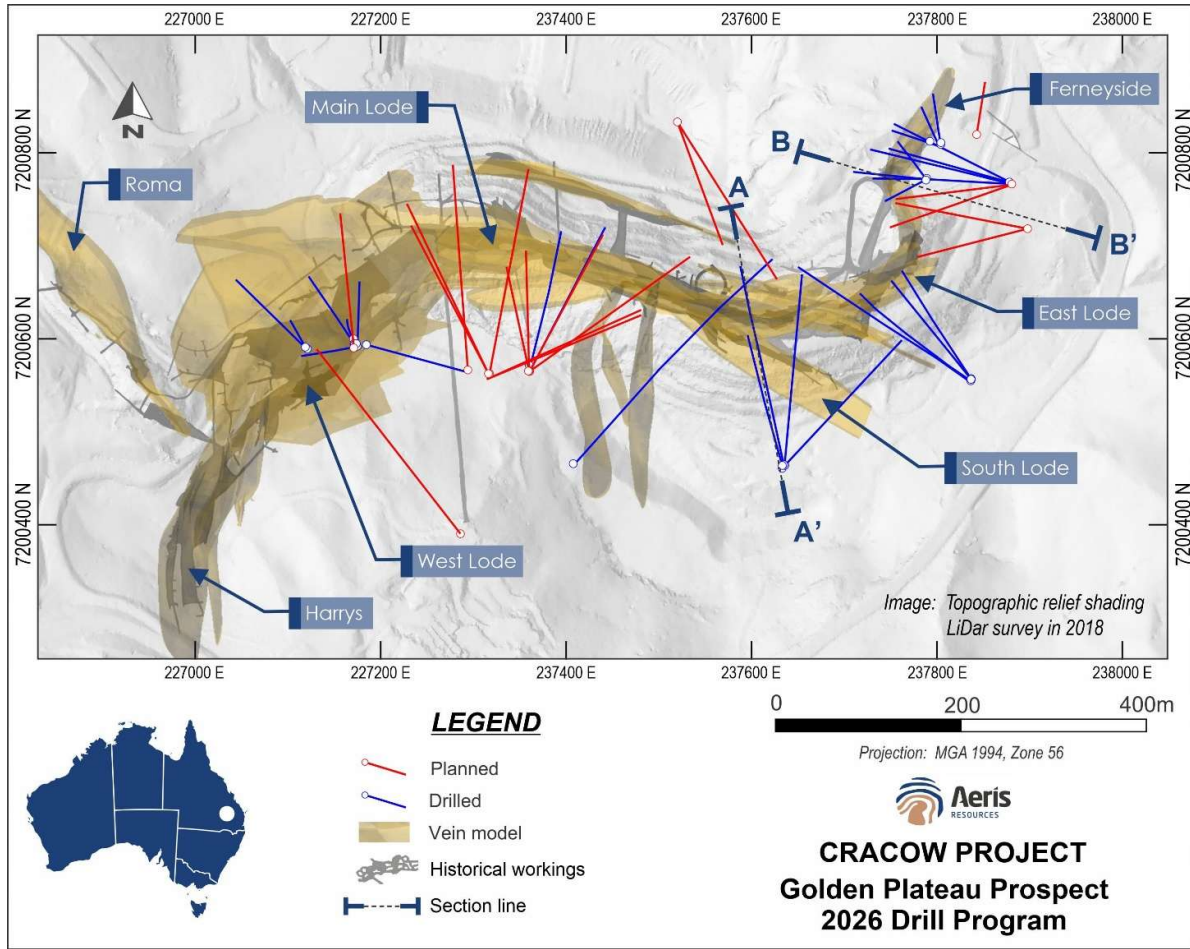 227000 E
227200 E
237400 E
237600 E
237800 E
238000 E
7200800 N
7200600 N
7200400 N
7200800 N
7200600 N
7200400 N
N
Main Lode
Roma
Ferneyside
B
A
B’
East Lode
South Lode
A’
West Lode
Harrys
Image: Topographic relief shading
LiDar survey in 2018
227000 E
227200 E
237400 E
237600 E
237800 E
238000 E
LEGEND
Planned
Drilled
Vein model
Historical workings
Section line
0
200
400m
Projection: MGA 1994, Zone 56
Aeris
RESOURCES
CRACOW PROJECT
Golden Plateau Prospect
2026 Drill Program